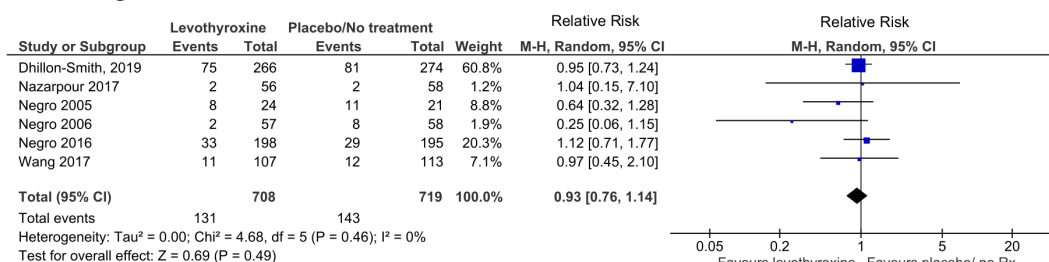 Relative Risk Relative Risk
Levothyroxine Placebo/No treatment
Study or Subgroup Events Total Events Total Weight M-H, Random, 95% CI M-H, Random, 95% CI
Dhillon-Smith, 2019 75 266 81 274 60.8% 0.95 [0.73, 1.24]
Nazarpour 2017 2 56 2 58 1.2% 1.04 [0.15, 7.10]
Negro 2005 8 24 11 21 8.8% 0.64 [0.32, 1.28]
Negro 2006 2 57 8 58 1.9% 0.25 [0.06, 1.15]
Negro 2016 33 198 29 195 20.3% 1.12 [0.71, 1.77]
Wang 2017 11 107 12 113 7.1% 0.97 [0.45, 2.10]
Total (95% CI) 708 719 100.0% 0.93 [0.76, 1.14]
Total events 131 143
Heterogeneity: Tau² = 0.00; Chi² = 4.68, df = 5 (P = 0.46); I² = 0%
0.05 0.2 1 5 20
Test for overall effect: Z = 0.69 (P = 0.49)
Favours levothyroxine Favours placebo/ no Rx